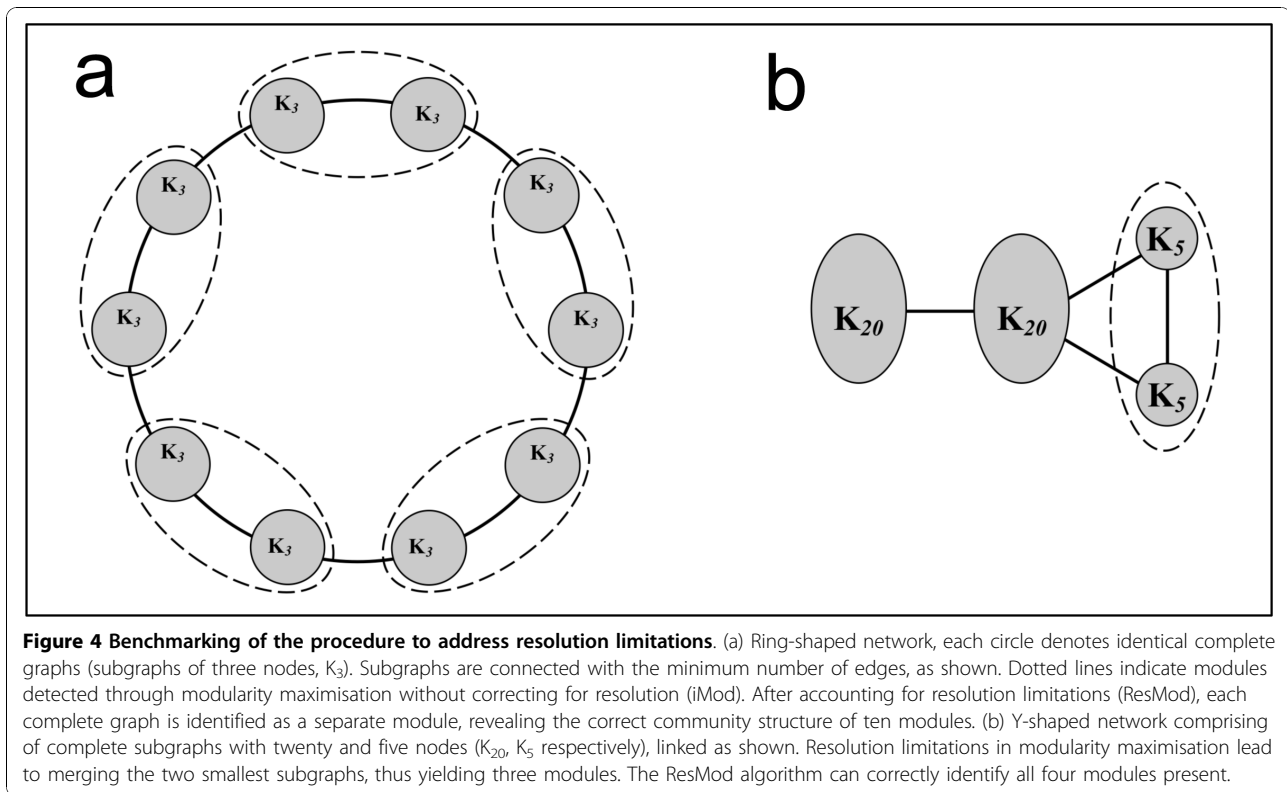 a
b
K3
K3
K3
K3
K3
K3
K3
K3
K3
K3
K20
K20
K5
K5
Figure 4 Benchmarking of the procedure to address resolution limitations. (a) Ring-shaped network, each circle denotes identical complete
graphs (subgraphs of three nodes, K3). Subgraphs are connected with the minimum number of edges, as shown. Dotted lines indicate modules
detected through modularity maximisation without correcting for resolution (iMod). After accounting for resolution limitations (ResMod), each
complete graph is identified as a separate module, revealing the correct community structure of ten modules. (b) Y-shaped network comprising
of complete subgraphs with twenty and five nodes (K20, K5 respectively), linked as shown. Resolution limitations in modularity maximisation lead
to merging the two smallest subgraphs, thus yielding three modules. The ResMod algorithm can correctly identify all four modules present.